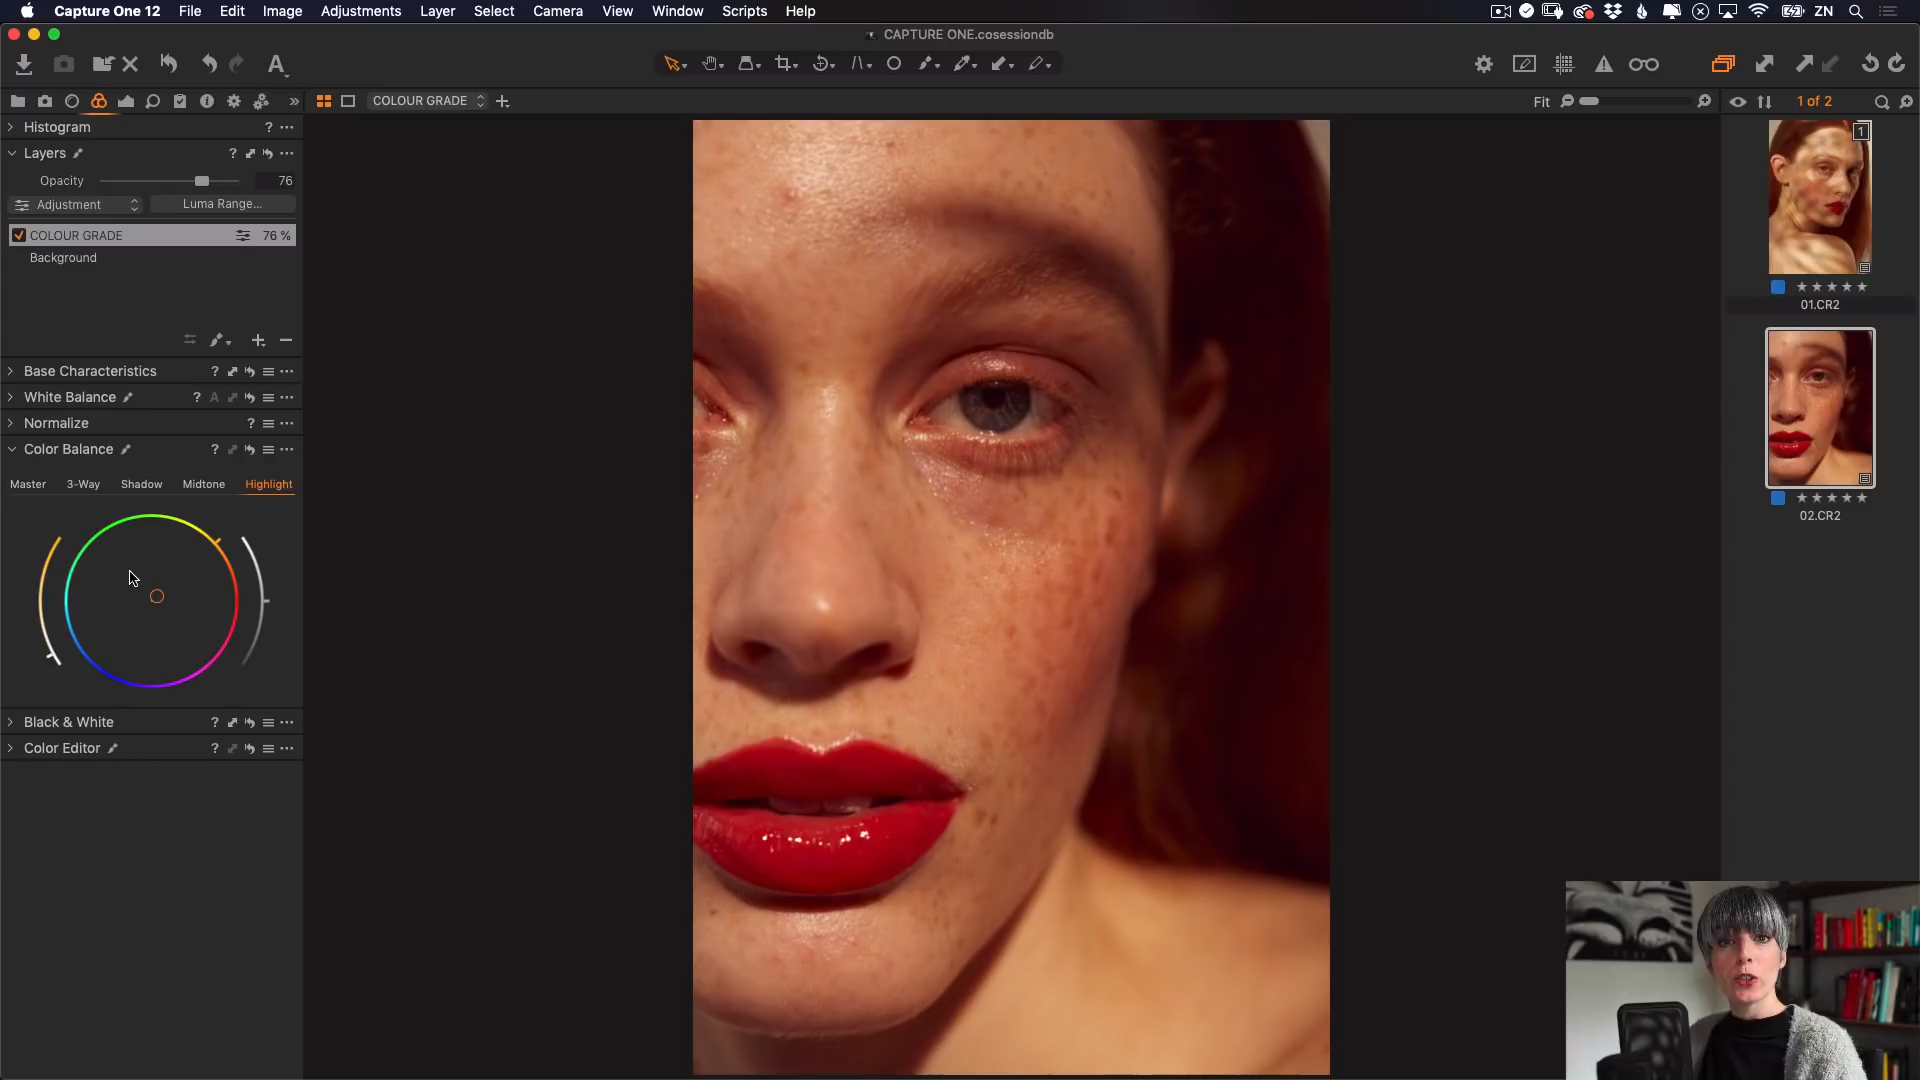 Capture One 12 File Edit Image Adjustments Layer Select Camera View Window Scripts Help ZN
CAPTURE ONE.cosessiondb
COLOUR GRADE Fit 1 of 2
Histogram ? ...
Layers ? ...
Opacity 76
Adjustment Luma Range...
COLOUR GRADE 76 %
Background
Base Characteristics ? ...
White Balance ? A ...
Normalize ? ...
Color Balance ? ...
Master 3-Way Shadow Midtone Highlight
Black & White ? ...
Color Editor ? ...
1
01.CR2
02.CR2